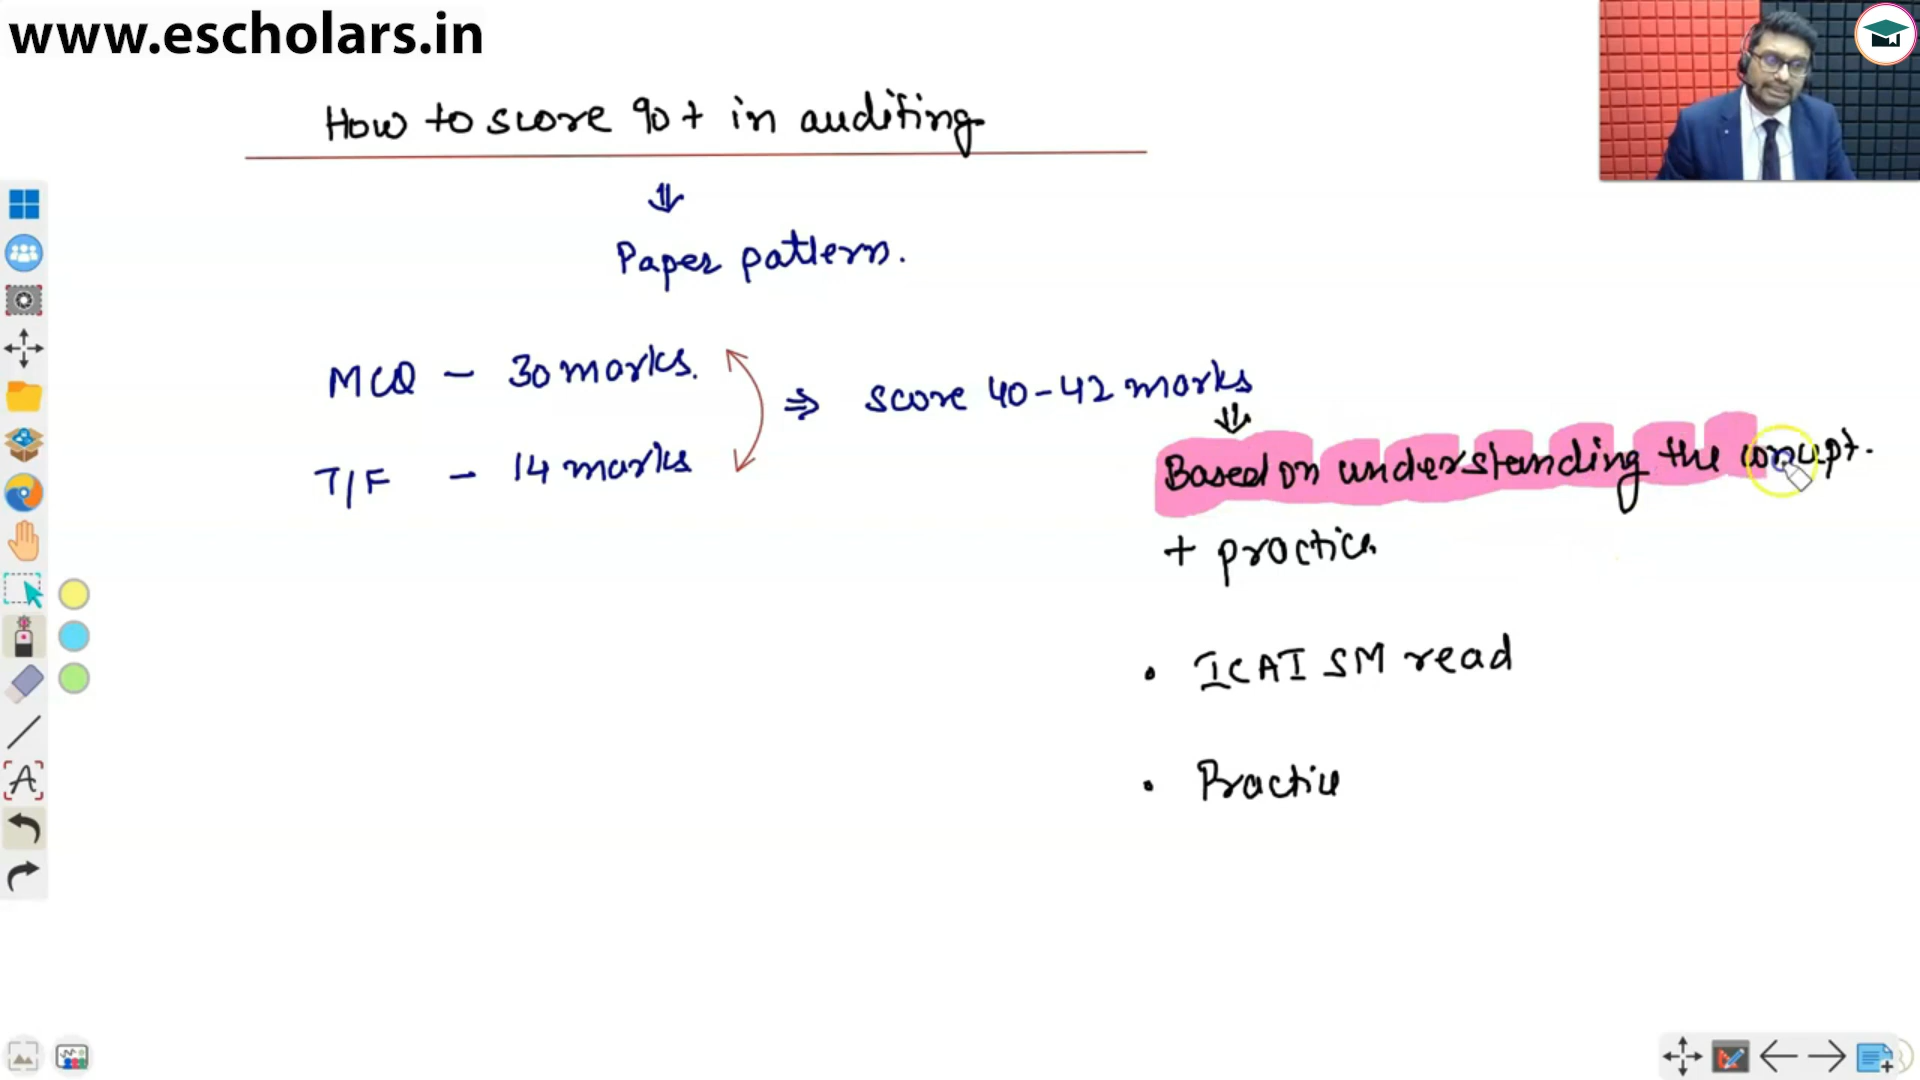 www.escholars.in
How to score 90+ in auditing
⇓
Paper pattern.
MCQ - 30 marks.
⇒ score 40-42 marks
T/F - 14 marks
⇓
Based on understanding the concept.
+ practice
• ICAI SM read
• Practice